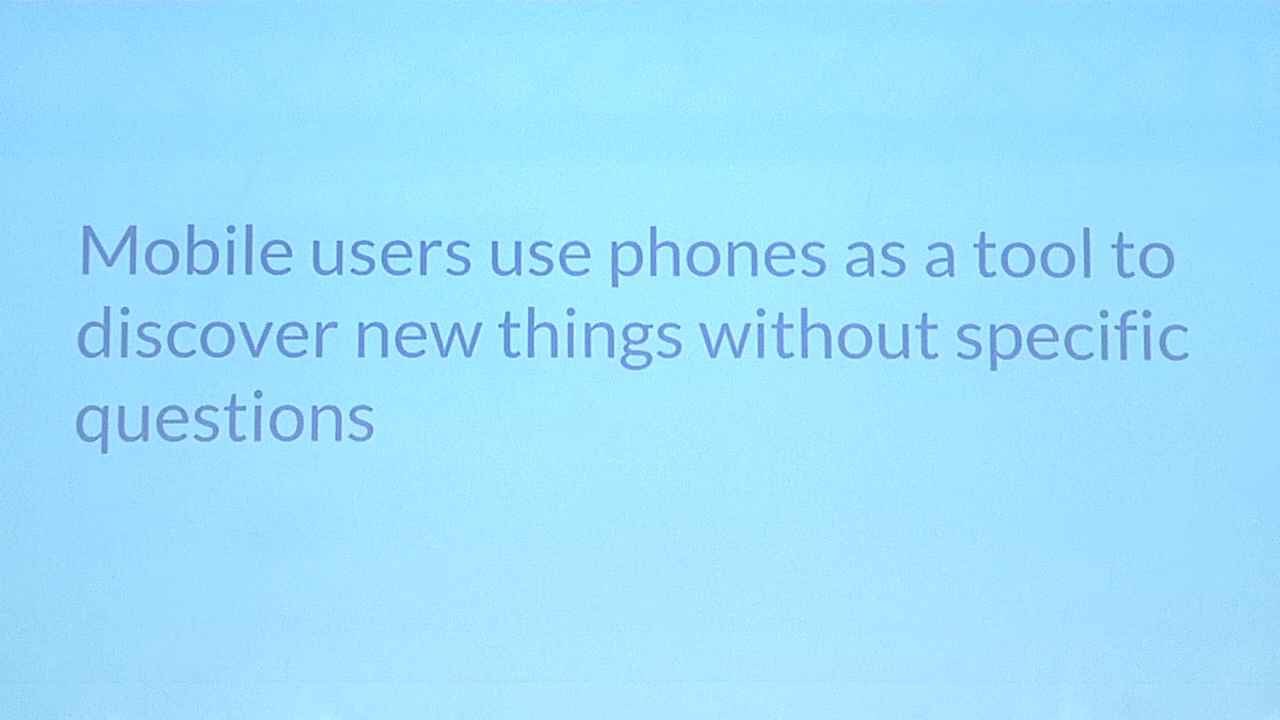 Mobile users use phones as a tool to
discover new things without specific
questions